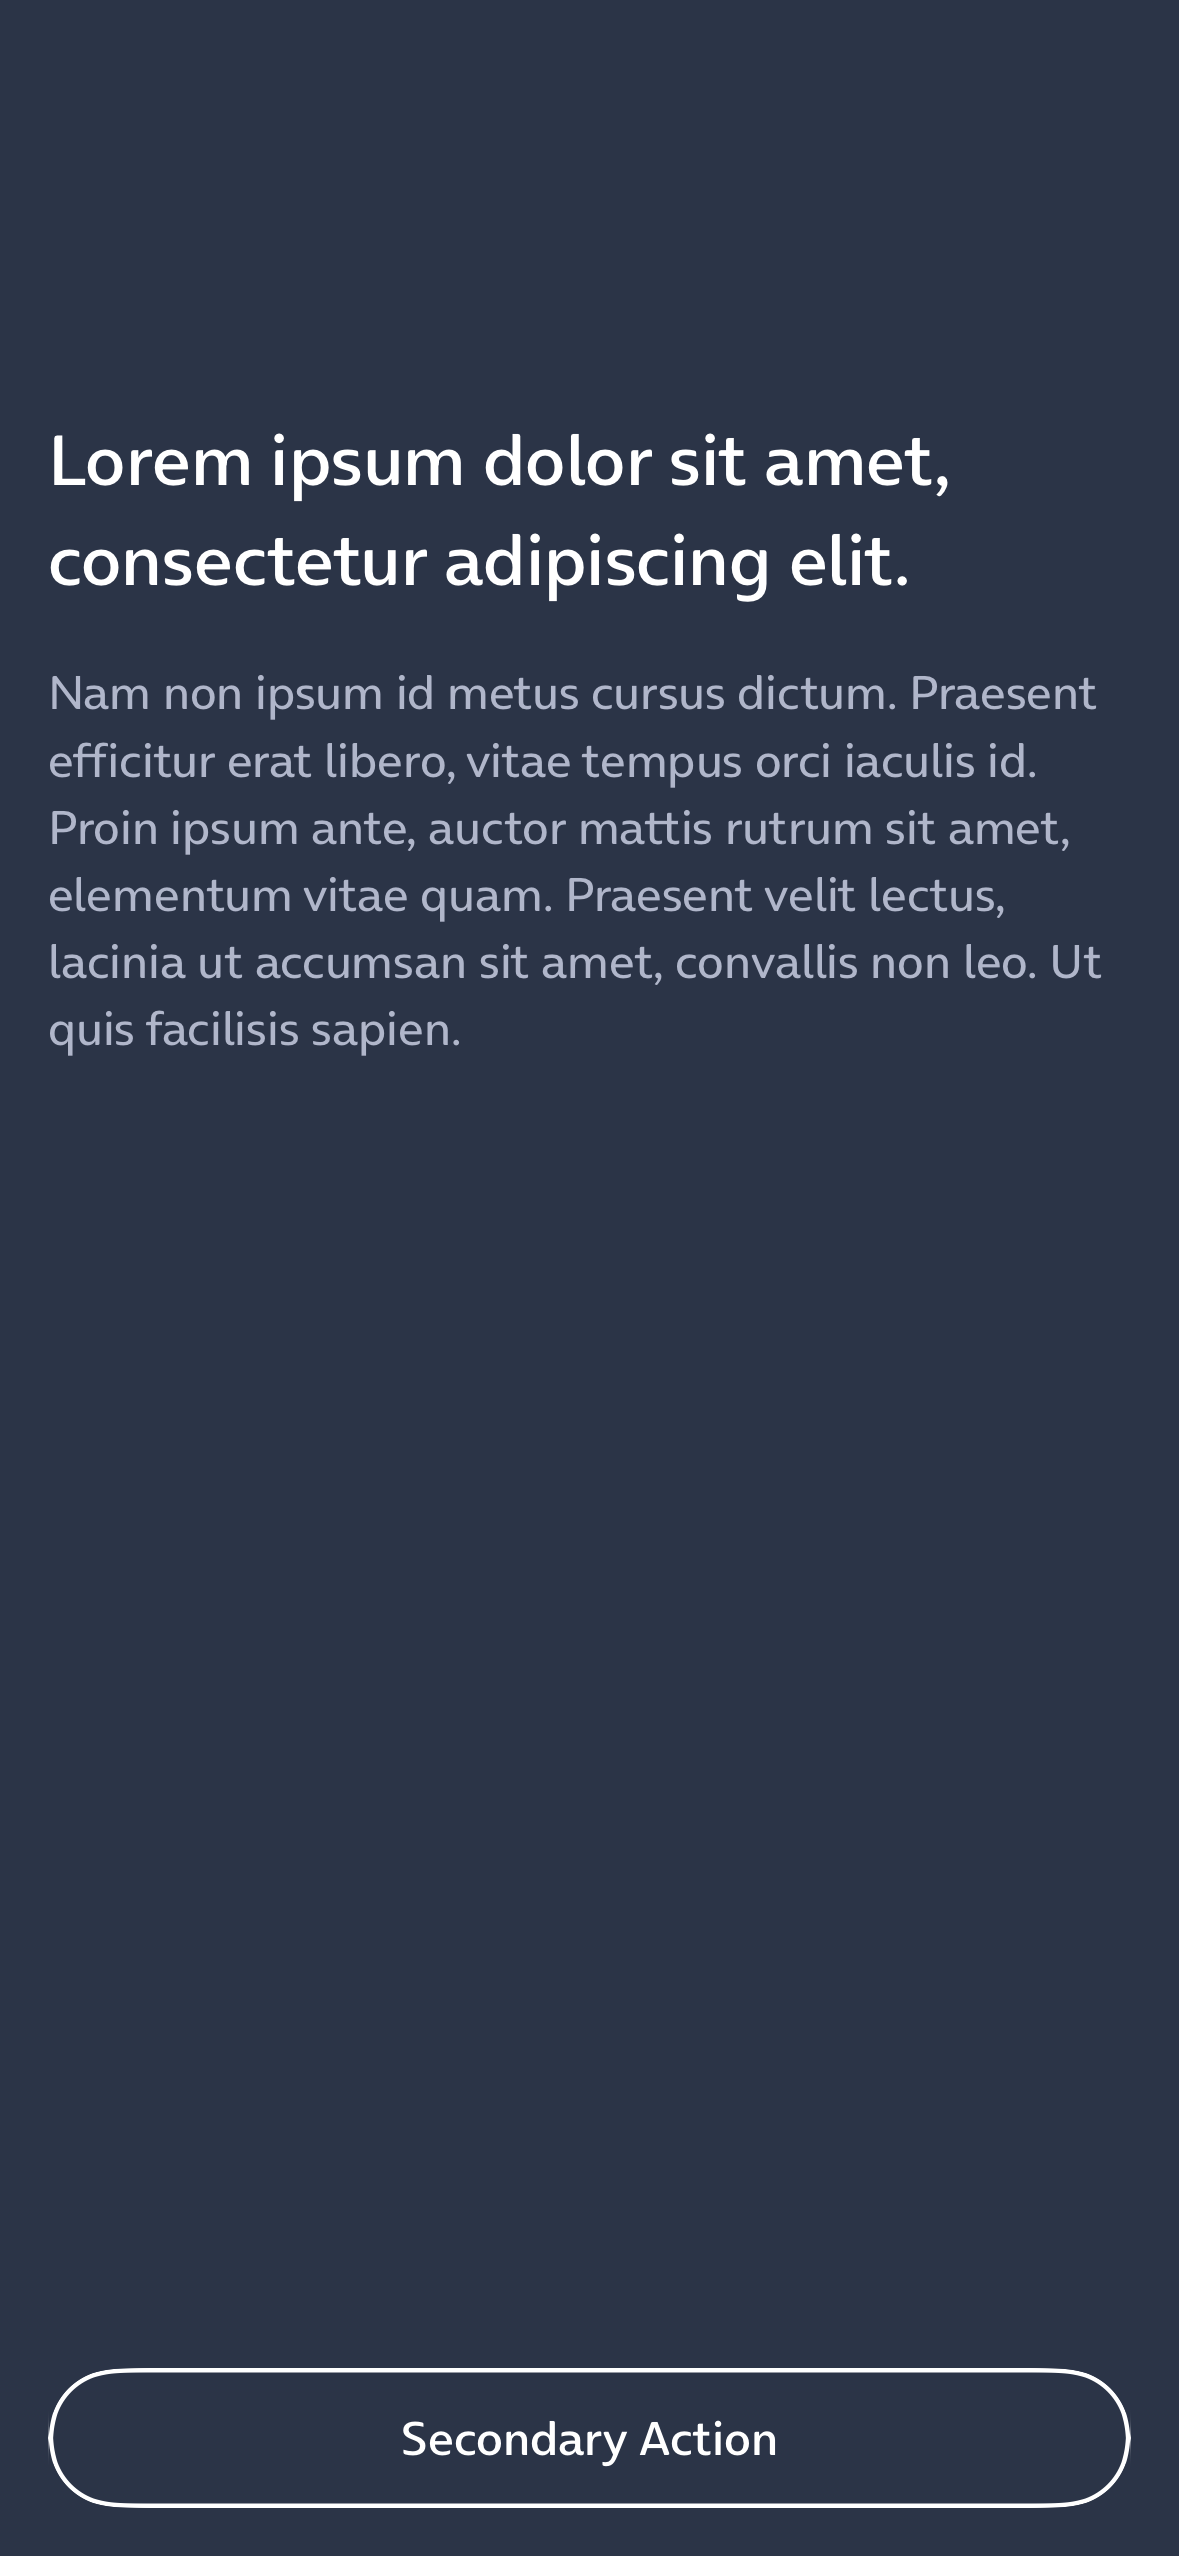 Lorem ipsum dolor sit amet,
consectetur adipiscing elit.
Nam non ipsum id metus cursus dictum. Praesent
efficitur erat libero, vitae tempus orci iaculis id.
Proin ipsum ante, auctor mattis rutrum sit amet,
elementum vitae quam. Praesent velit lectus,
lacinia ut accumsan sit amet, convallis non leo. Ut
quis facilisis sapien.
Secondary Action